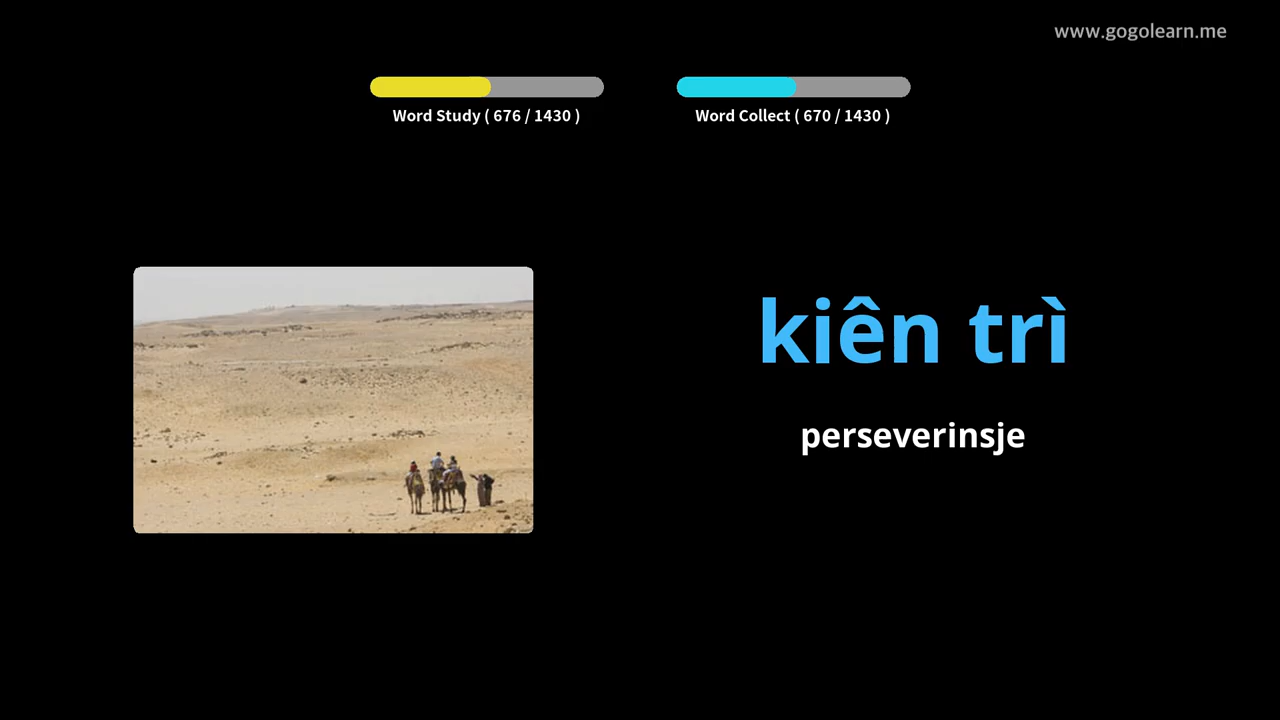 www.gogolearn.me
Word Study ( 676 / 1430 )
Word Collect ( 670 / 1430 )
kiên trì
perseverinsje